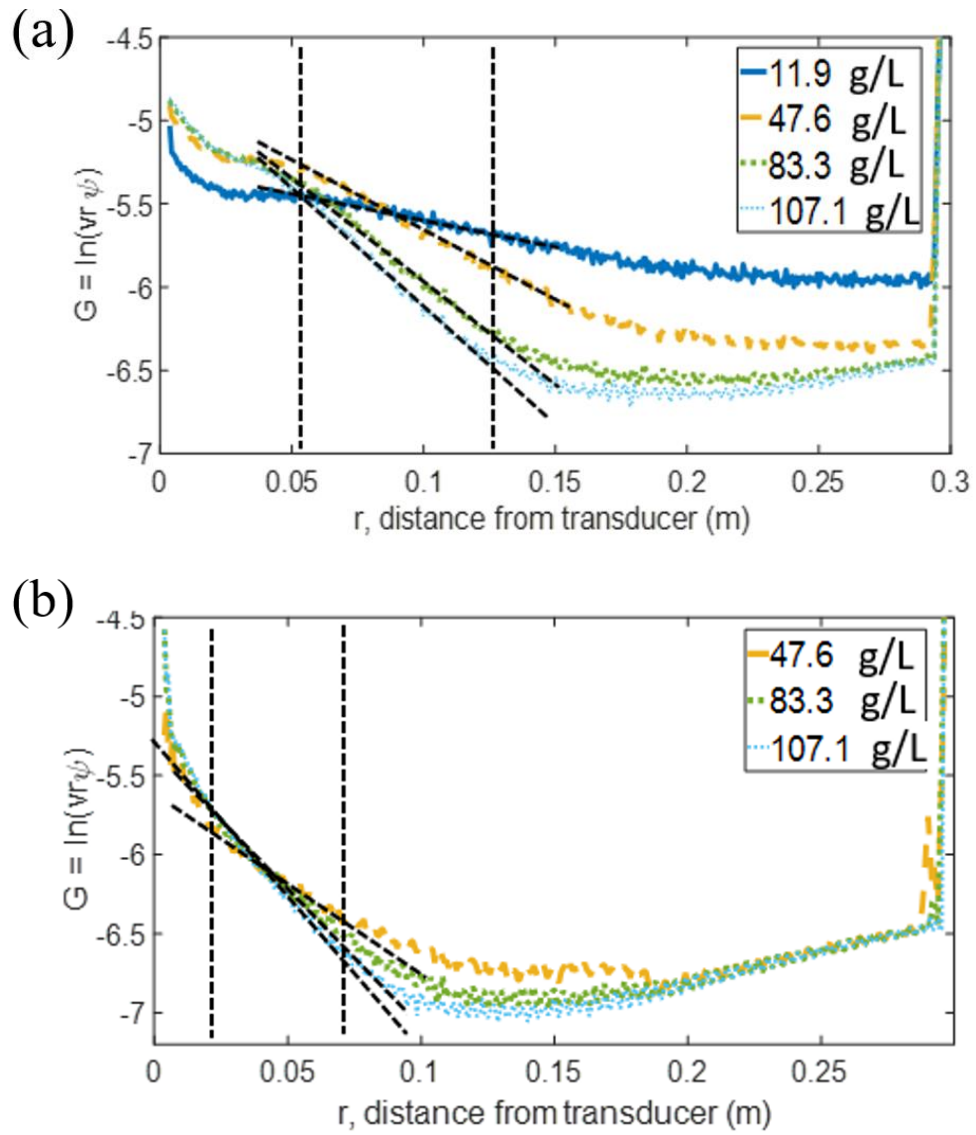 (a)
-4.5
-5
-5.5
-6
-6.5
-7
G = ln(vr ψ)
11.9 g/L
47.6 g/L
83.3 g/L
107.1 g/L
0 0.05 0.1 0.15 0.2 0.25 0.3
r, distance from transducer (m)
(b)
-4.5
-5
-5.5
-6
-6.5
-7
G = ln(vrψ)
47.6 g/L
83.3 g/L
107.1 g/L
0 0.05 0.1 0.15 0.2 0.25
r, distance from transducer (m)